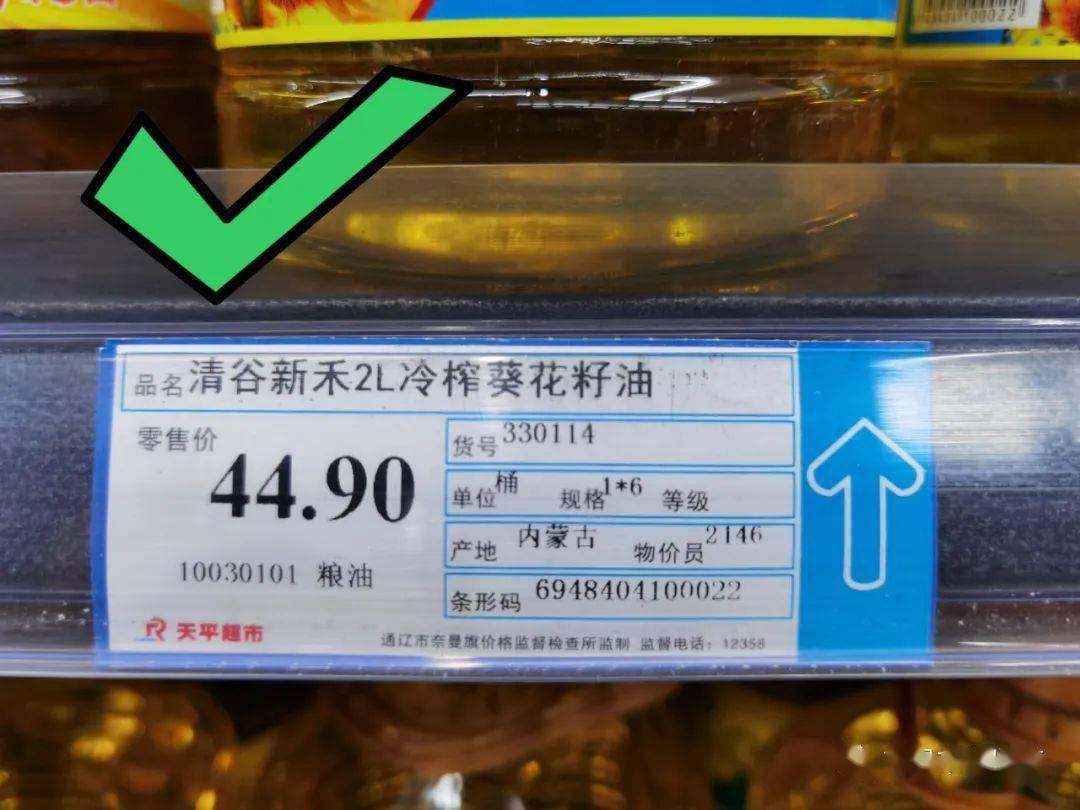 品名 清谷新禾2L冷榨葵花籽油
零售价
44.90
10030101 粮油
货号 330114
单位 桶 规格 1*6 等级
产地 内蒙古 物价员 2146
条形码 6948404100022
天平超市
通辽市奈曼旗价格监督检查所监制 监督电话：12358